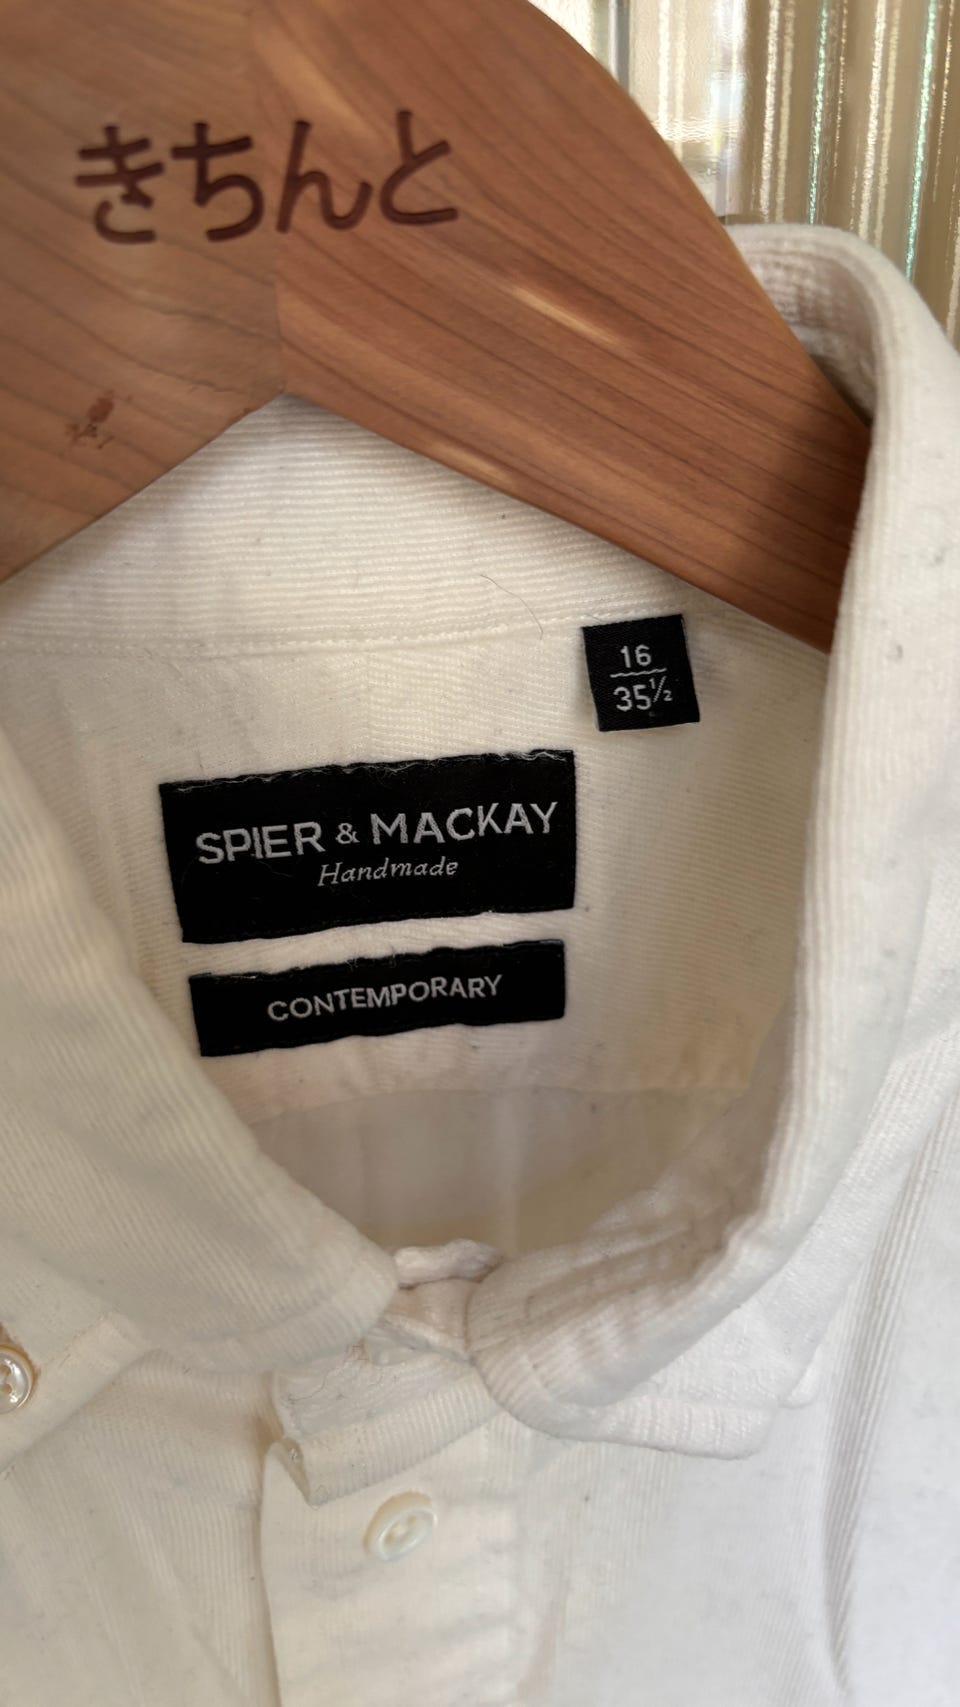 きちんと
16
35½
SPIER & MACKAY
Handmade
CONTEMPORARY